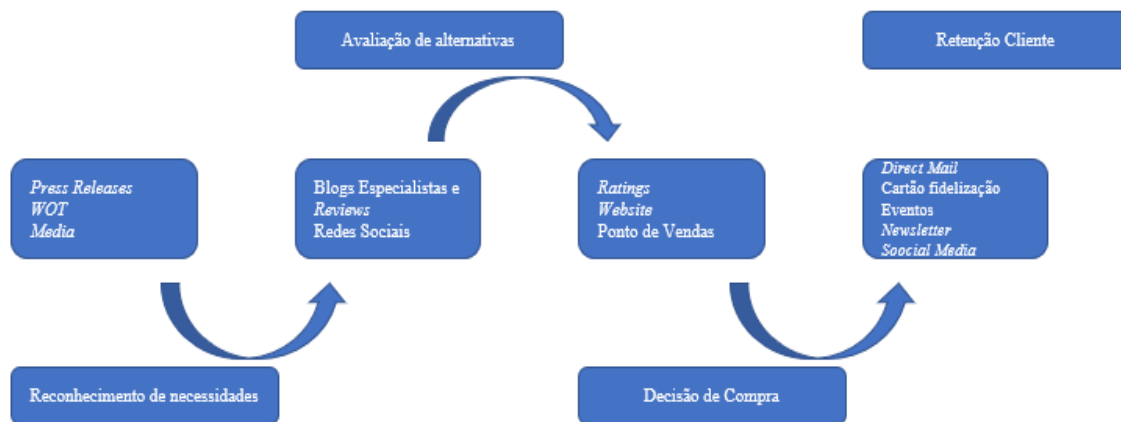 Avaliação de alternativas
Retenção Cliente
Press Releases
WOT
Media
Blogs Especialistas e
Reviews
Redes Sociais
Ratings
Website
Ponto de Vendas
Direct Mail
Cartão fidelização
Eventos
Newsletter
Soocial Media
Reconhecimento de necessidades
Decisão de Compra